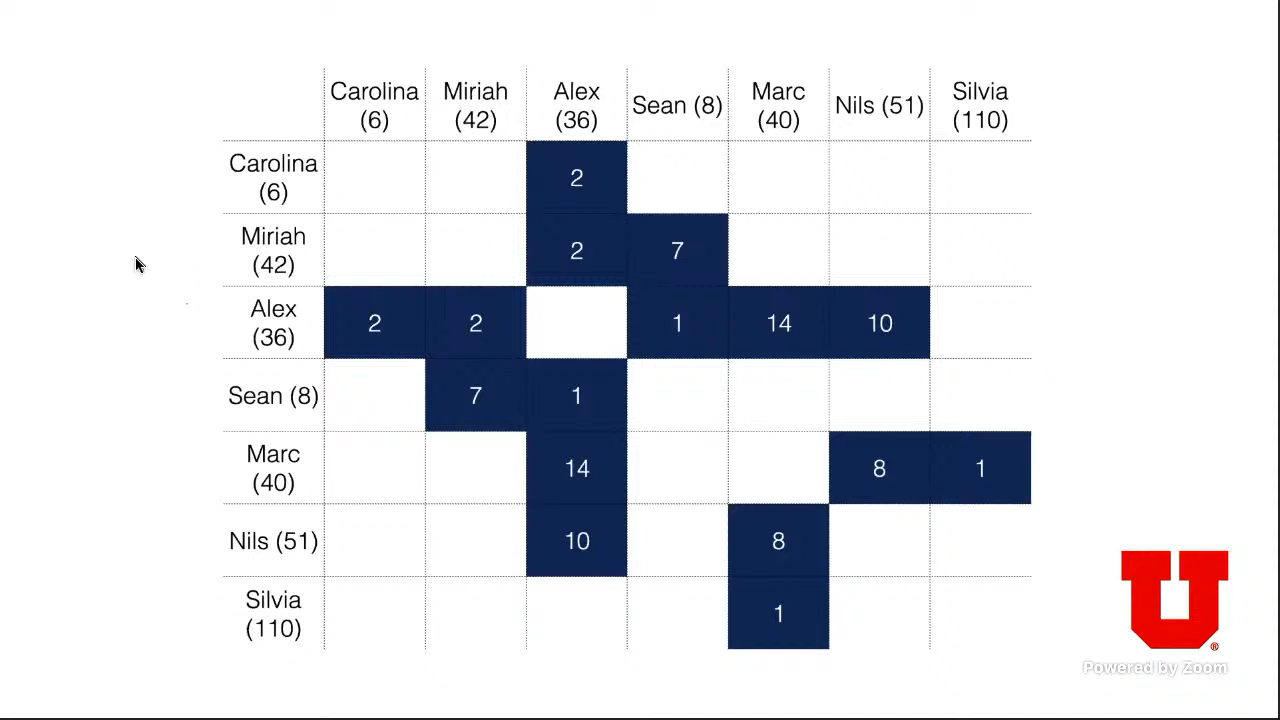 Carolina Miriah Alex Sean (8) Marc Nils (51) Silvia
(6) (42) (36) (40) (110)
Carolina
(6)
2
Miriah
(42)
2 7
Alex
(36)
2 2 1 14 10
Sean (8) 7 1
Marc
(40)
14 8 1
Nils (51) 10 8
Silvia
(110)
1
U
®
Powered by Zoom